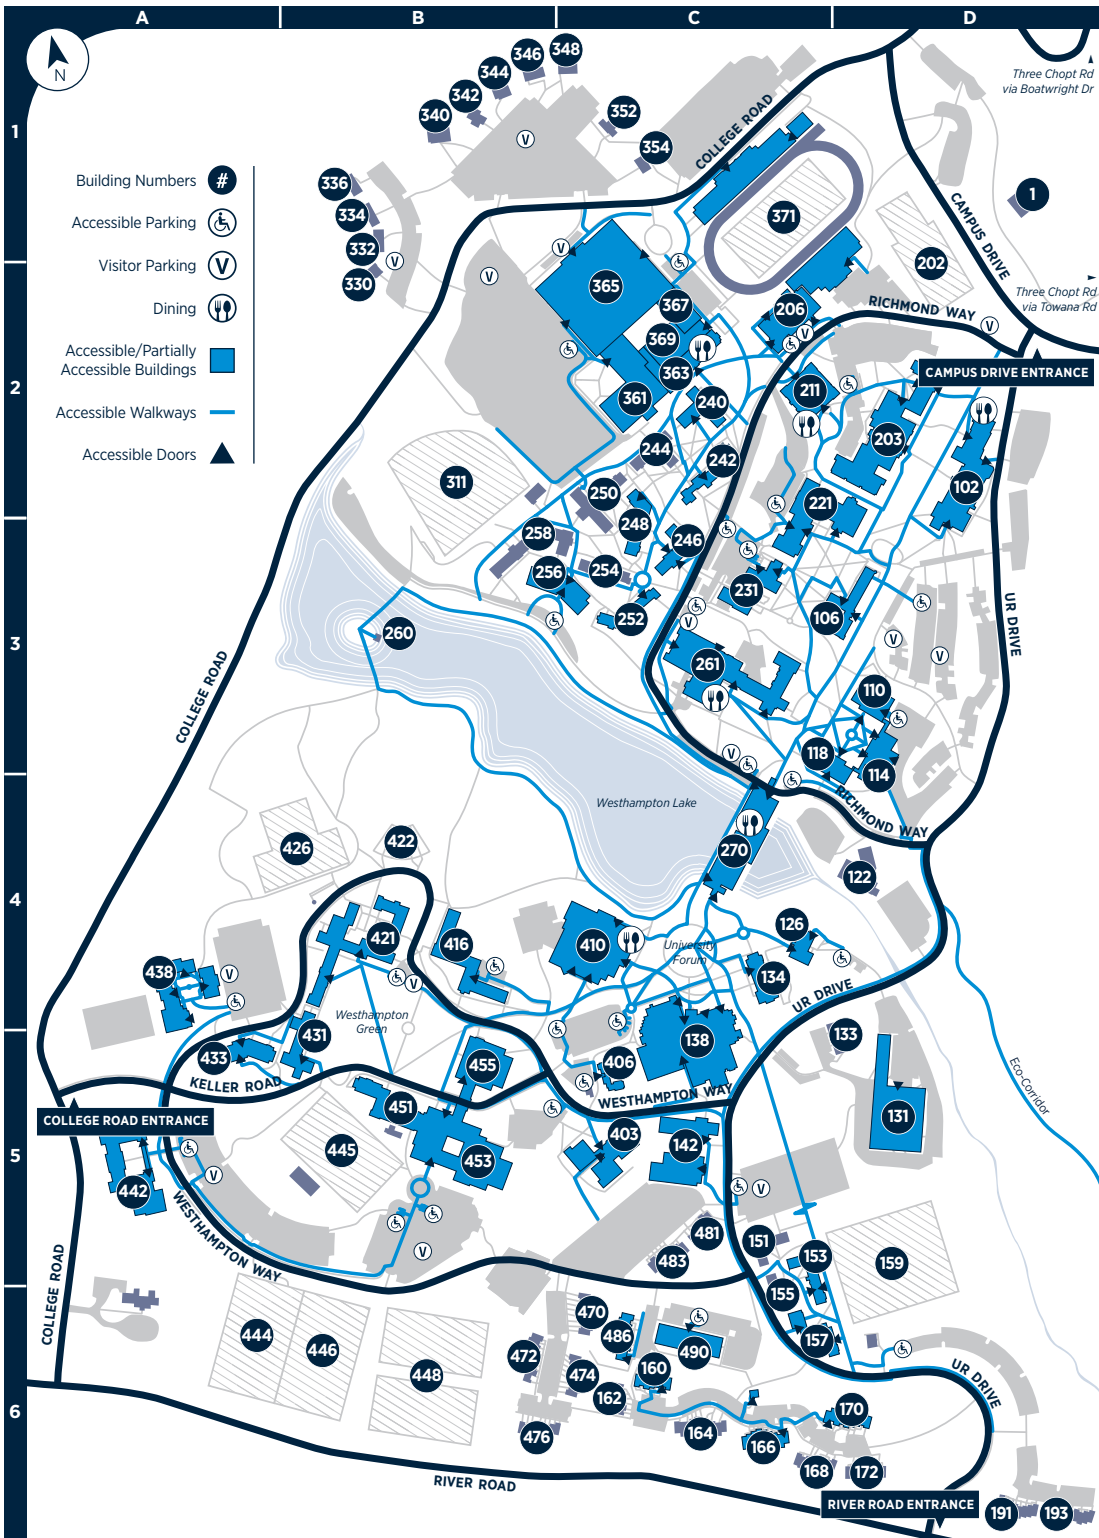 A B C D
N
1
2
3
4
5
6
Building Numbers #
Accessible Parking
Visitor Parking V
Dining
Accessible/Partially
Accessible Buildings
Accessible Walkways
Accessible Doors
346
348
344
342
340
352
354
V
336
334
332
330
V
COLLEGE ROAD
Three Chopt Rd
via Boatwright Dr
1
371
CAMPUS DRIVE
202
Three Chopt Rd
via Towana Rd
V
V
365
367
369
363
361
206
V
RICHMOND WAY
V
CAMPUS DRIVE ENTRANCE
211
240
203
244
242
102
311
250
221
248
258
246
256
254
231
252
106
V
UR DRIVE
260
V
V
261
COLLEGE ROAD
110
118
V
114
Westhampton Lake
RICHMOND WAY
426
422
270
122
421
416
410
126
University
Forum
438
V
V
134
UR DRIVE
Westhampton
Green
431
138
133
433
455
406
KELLER ROAD
WESTHAMPTON WAY
Eco-Corridor
COLLEGE ROAD ENTRANCE
451
131
445
403
142
453
442
V
V
WESTHAMPTON WAY
V
481
151
483
153
159
155
COLLEGE ROAD
444
446
448
470
486
490
157
472
474
160
162
UR DRIVE
476
164
166
170
168
172
RIVER ROAD
RIVER ROAD ENTRANCE
191
193